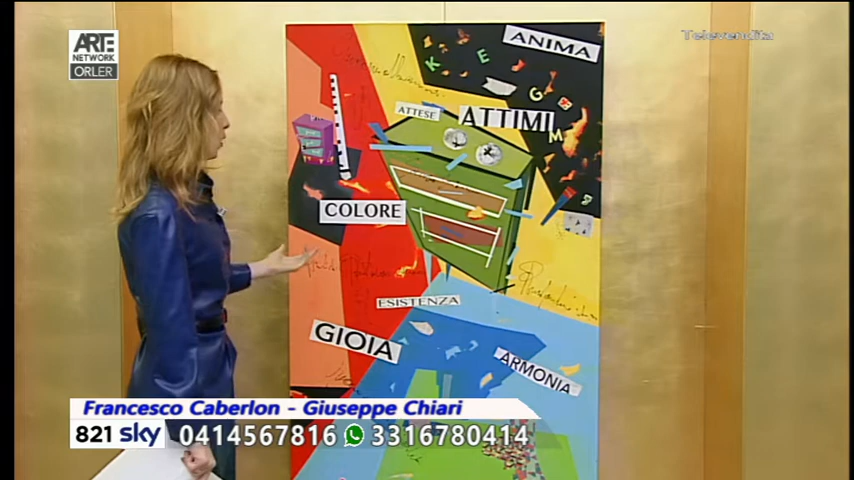 ARTE
NETWORK
ORLER
Televendita
ANIMA
K E
G
M
ATTESE
ATTIMI
COLORE
ESISTENZA
GIOIA
ARMONIA
Francesco Caberlon - Giuseppe Chiari
821 sky 0414567816 3316780414